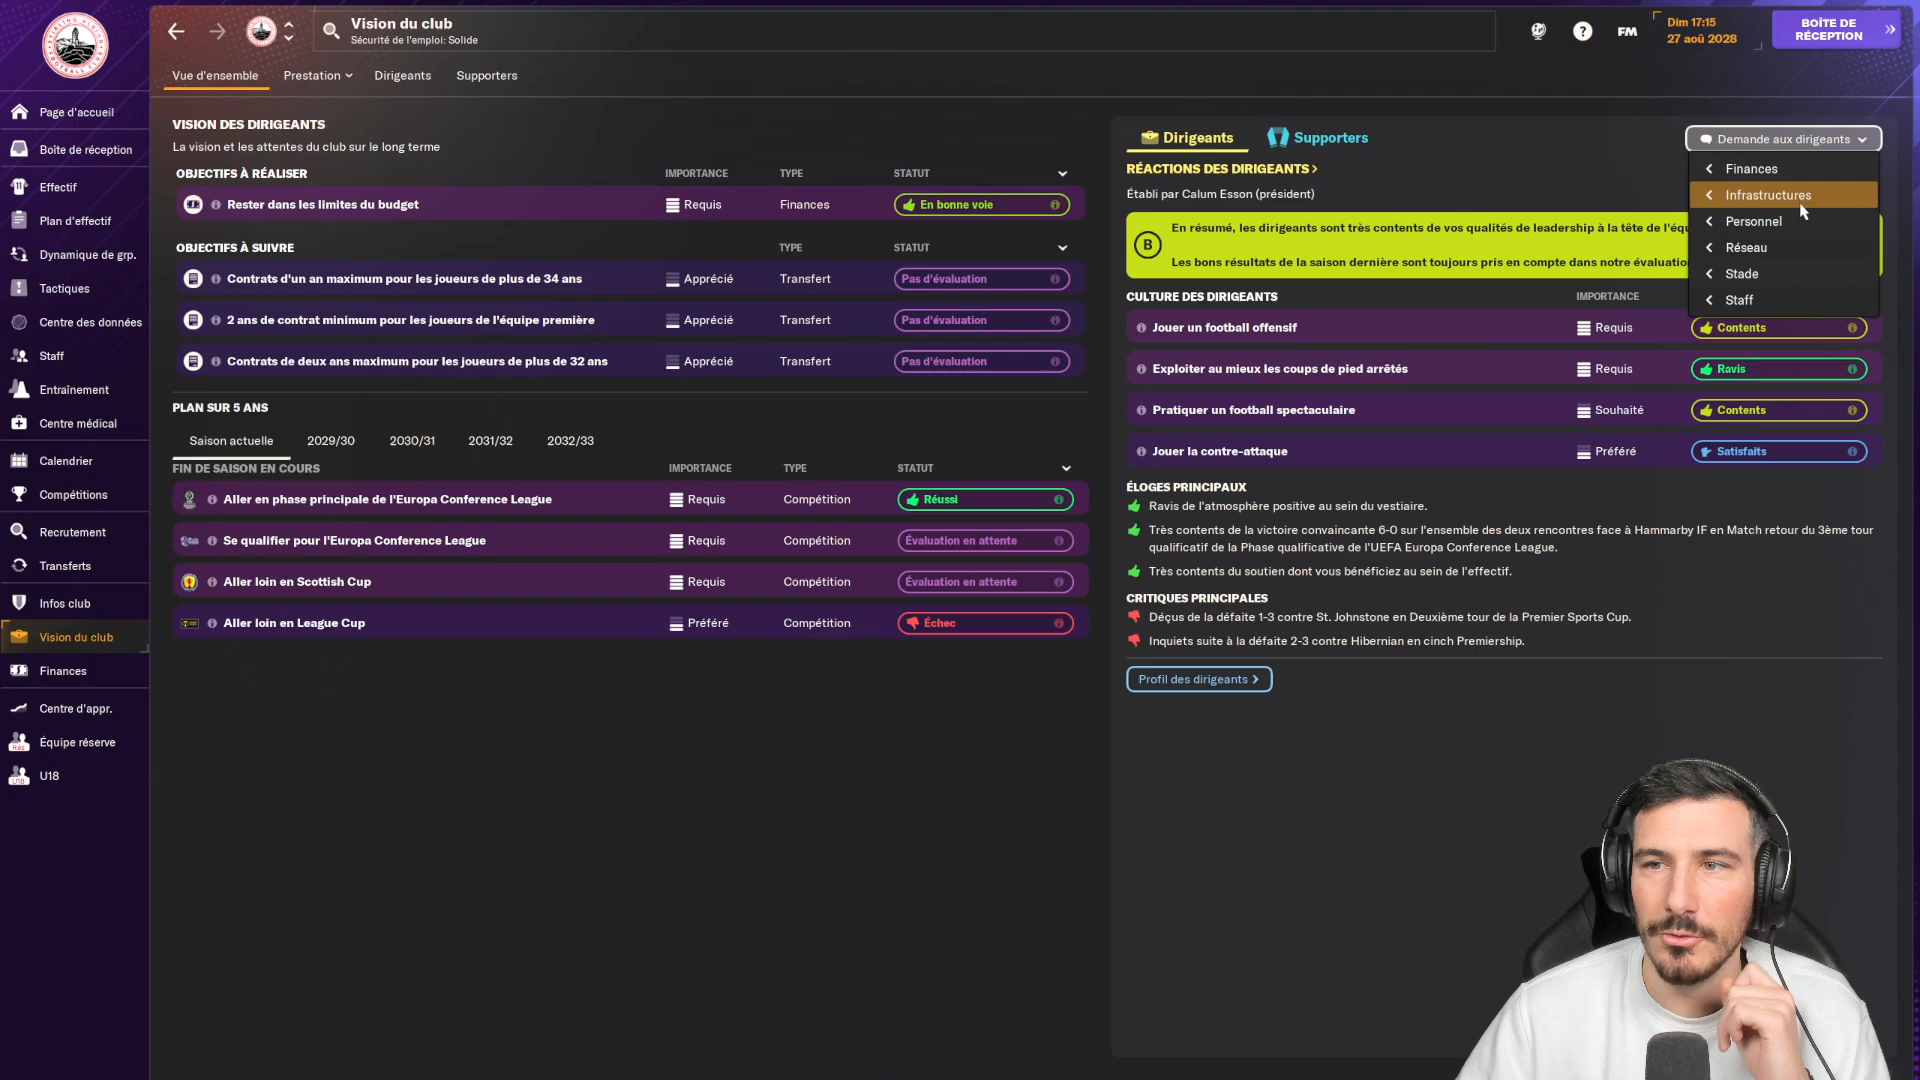 Vision du club
Sécurité de l'emploi: Solide
FM
Dim 17:15
27 aoû 2028
BOÎTE DE
RÉCEPTION
Vue d'ensemble
Prestation
Dirigeants
Supporters
Page d'accueil
Boîte de réception
Effectif
Plan d'effectif
Dynamique de grp.
Tactiques
Centre des données
Staff
Entraînement
Centre médical
Calendrier
Compétitions
Recrutement
Transferts
Infos club
Vision du club
Finances
Centre d'appr.
Équipe réserve
U18
VISION DES DIRIGEANTS
La vision et les attentes du club sur le long terme
OBJECTIFS À RÉALISER IMPORTANCE TYPE STATUT
Rester dans les limites du budget Requis Finances En bonne voie
OBJECTIFS À SUIVRE TYPE STATUT
Contrats d'un an maximum pour les joueurs de plus de 34 ans Apprécié Transfert Pas d'évaluation
2 ans de contrat minimum pour les joueurs de l'équipe première Apprécié Transfert Pas d'évaluation
Contrats de deux ans maximum pour les joueurs de plus de 32 ans Apprécié Transfert Pas d'évaluation
PLAN SUR 5 ANS
Saison actuelle 2029/30 2030/31 2031/32 2032/33
FIN DE SAISON EN COURS IMPORTANCE TYPE STATUT
Aller en phase principale de l'Europa Conference League Requis Compétition Réussi
Se qualifier pour l'Europa Conference League Requis Compétition Évaluation en attente
Aller loin en Scottish Cup Requis Compétition Évaluation en attente
Aller loin en League Cup Préféré Compétition Échec
Dirigeants
Supporters
Demande aux dirigeants
Finances
Infrastructures
Personnel
Réseau
Stade
Staff
RÉACTIONS DES DIRIGEANTS >
Établi par Calum Esson (président)
B
En résumé, les dirigeants sont très contents de vos qualités de leadership à la tête de l'équ
Les bons résultats de la saison dernière sont toujours pris en compte dans notre évaluatio
CULTURE DES DIRIGEANTS IMPORTANCE
Jouer un football offensif Requis Contents
Exploiter au mieux les coups de pied arrêtés Requis Ravis
Pratiquer un football spectaculaire Souhaité Contents
Jouer la contre-attaque Préféré Satisfaits
ÉLOGES PRINCIPAUX
Ravis de l'atmosphère positive au sein du vestiaire.
Très contents de la victoire convaincante 6-0 sur l'ensemble des deux rencontres face à Hammarby IF en Match retour du 3ème tour
qualificatif de la Phase qualificative de l'UEFA Europa Conference League.
Très contents du soutien dont vous bénéficiez au sein de l'effectif.
CRITIQUES PRINCIPALES
Déçus de la défaite 1-3 contre St. Johnstone en Deuxième tour de la Premier Sports Cup.
Inquiets suite à la défaite 2-3 contre Hibernian en cinch Premiership.
Profil des dirigeants >